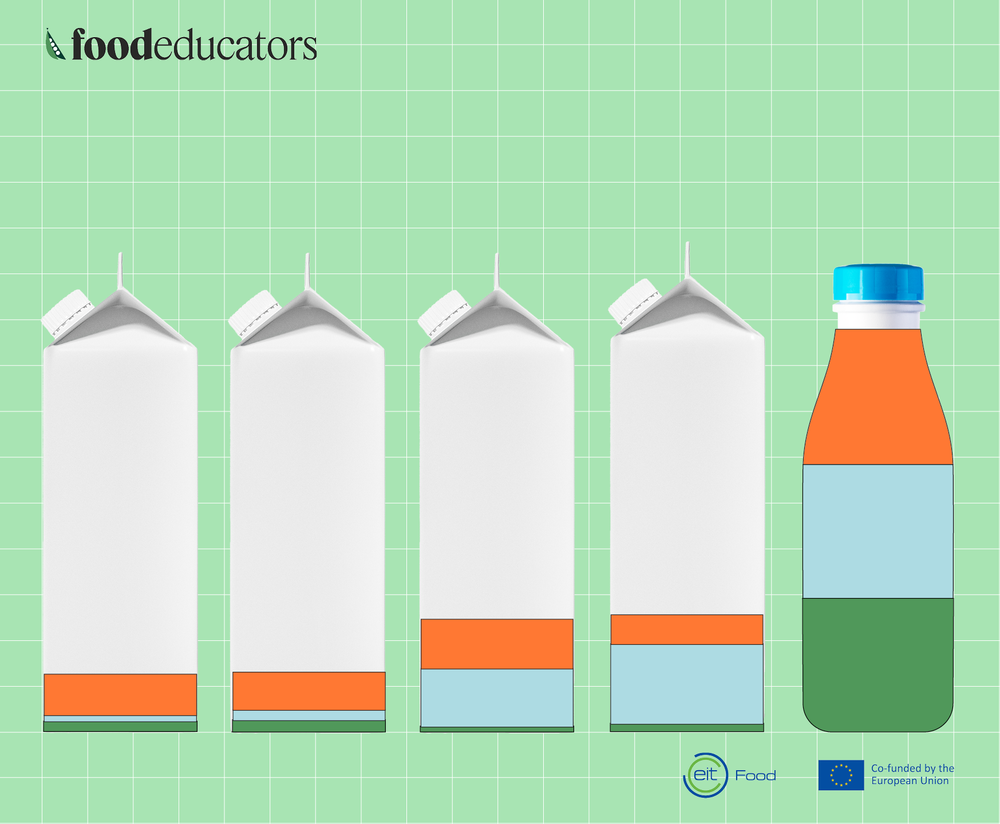 foodeducators
eit Food
Co-funded by the
European Union